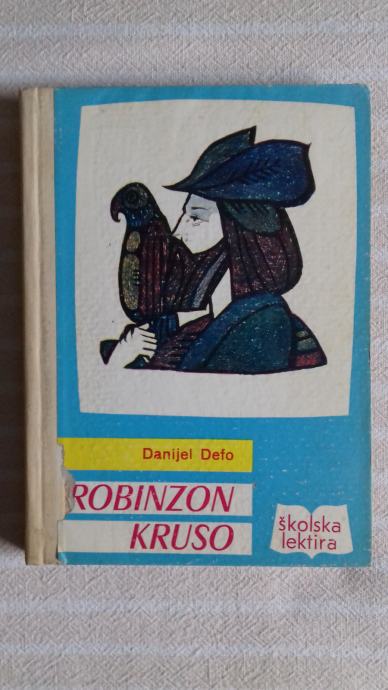 Danijel Defo
ROBINZON
KRUSO
školska
lektira